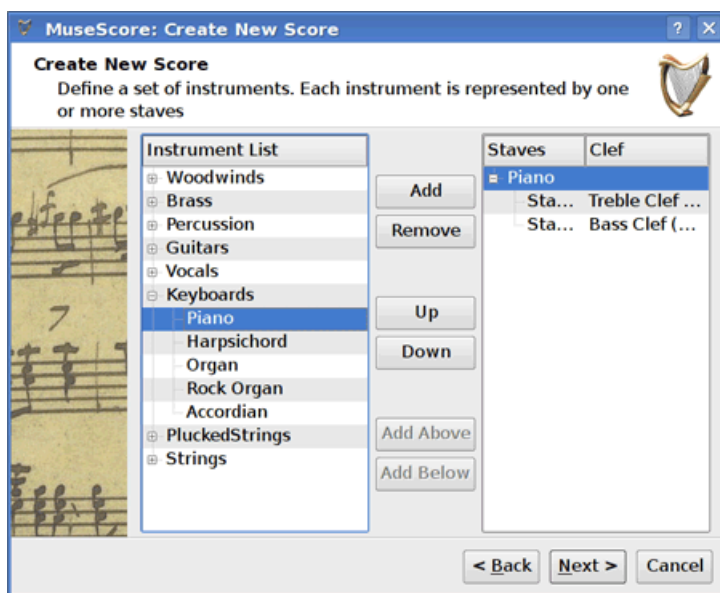 MuseScore: Create New Score
Create New Score
Define a set of instruments. Each instrument is represented by one
or more staves
Instrument List
Woodwinds
Brass
Percussion
Guitars
Vocals
Keyboards
Piano
Harpsichord
Organ
Rock Organ
Accordian
PluckedStrings
Strings
Add
Remove
Up
Down
Add Above
Add Below
Staves Clef
Piano
Sta... Treble Clef ...
Sta... Bass Clef (...
7
< Back Next > Cancel